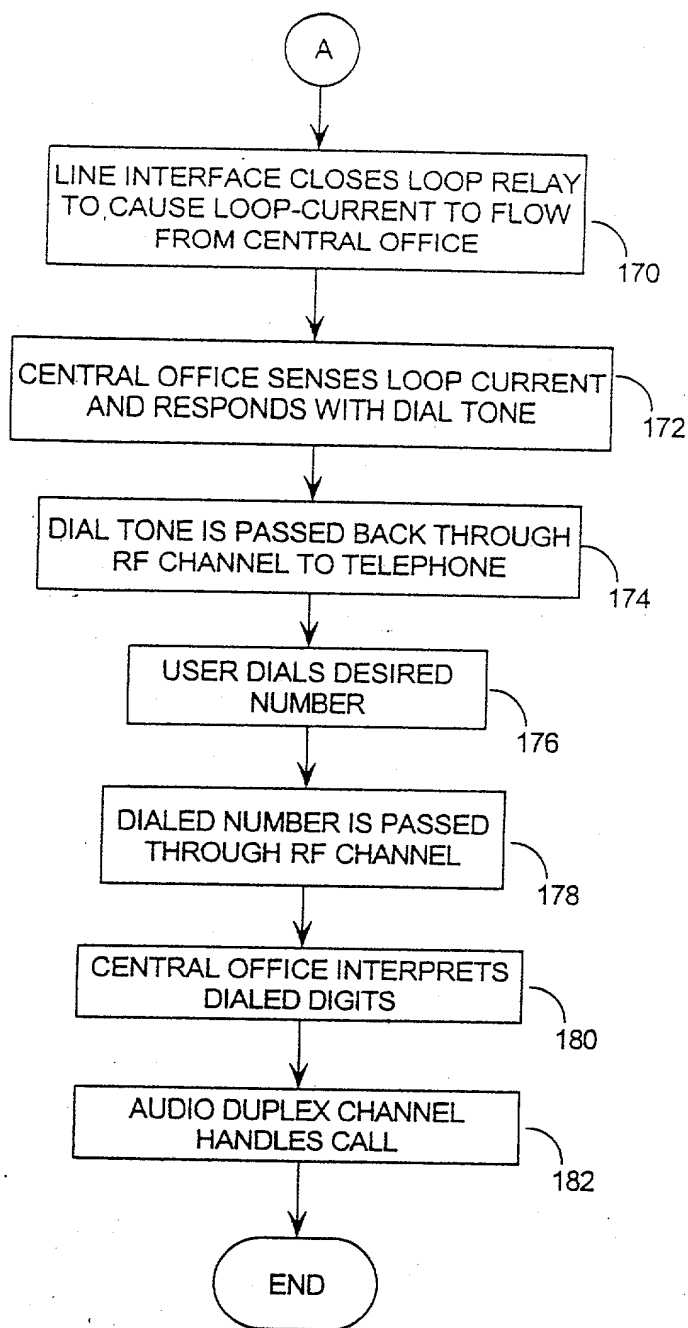 A
LINE INTERFACE CLOSES LOOP RELAY
TO CAUSE LOOP-CURRENT TO FLOW
FROM CENTRAL OFFICE
170
CENTRAL OFFICE SENSES LOOP CURRENT
AND RESPONDS WITH DIAL TONE
172
DIAL TONE IS PASSED BACK THROUGH
RF CHANNEL TO TELEPHONE
174
USER DIALS DESIRED
NUMBER
176
DIALED NUMBER IS PASSED
THROUGH RF CHANNEL
178
CENTRAL OFFICE INTERPRETS
DIALED DIGITS
180
AUDIO DUPLEX CHANNEL
HANDLES CALL
182
END